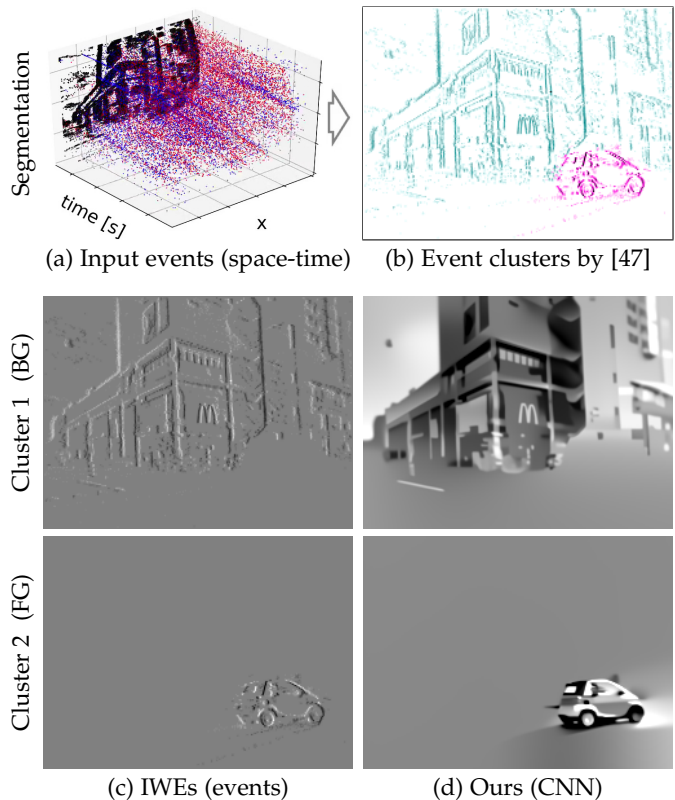 Segmentation
time [s]
x
(a) Input events (space-time)
(b) Event clusters by [47]
Cluster 1 (BG)
Cluster 2 (FG)
(c) IWEs (events)
(d) Ours (CNN)